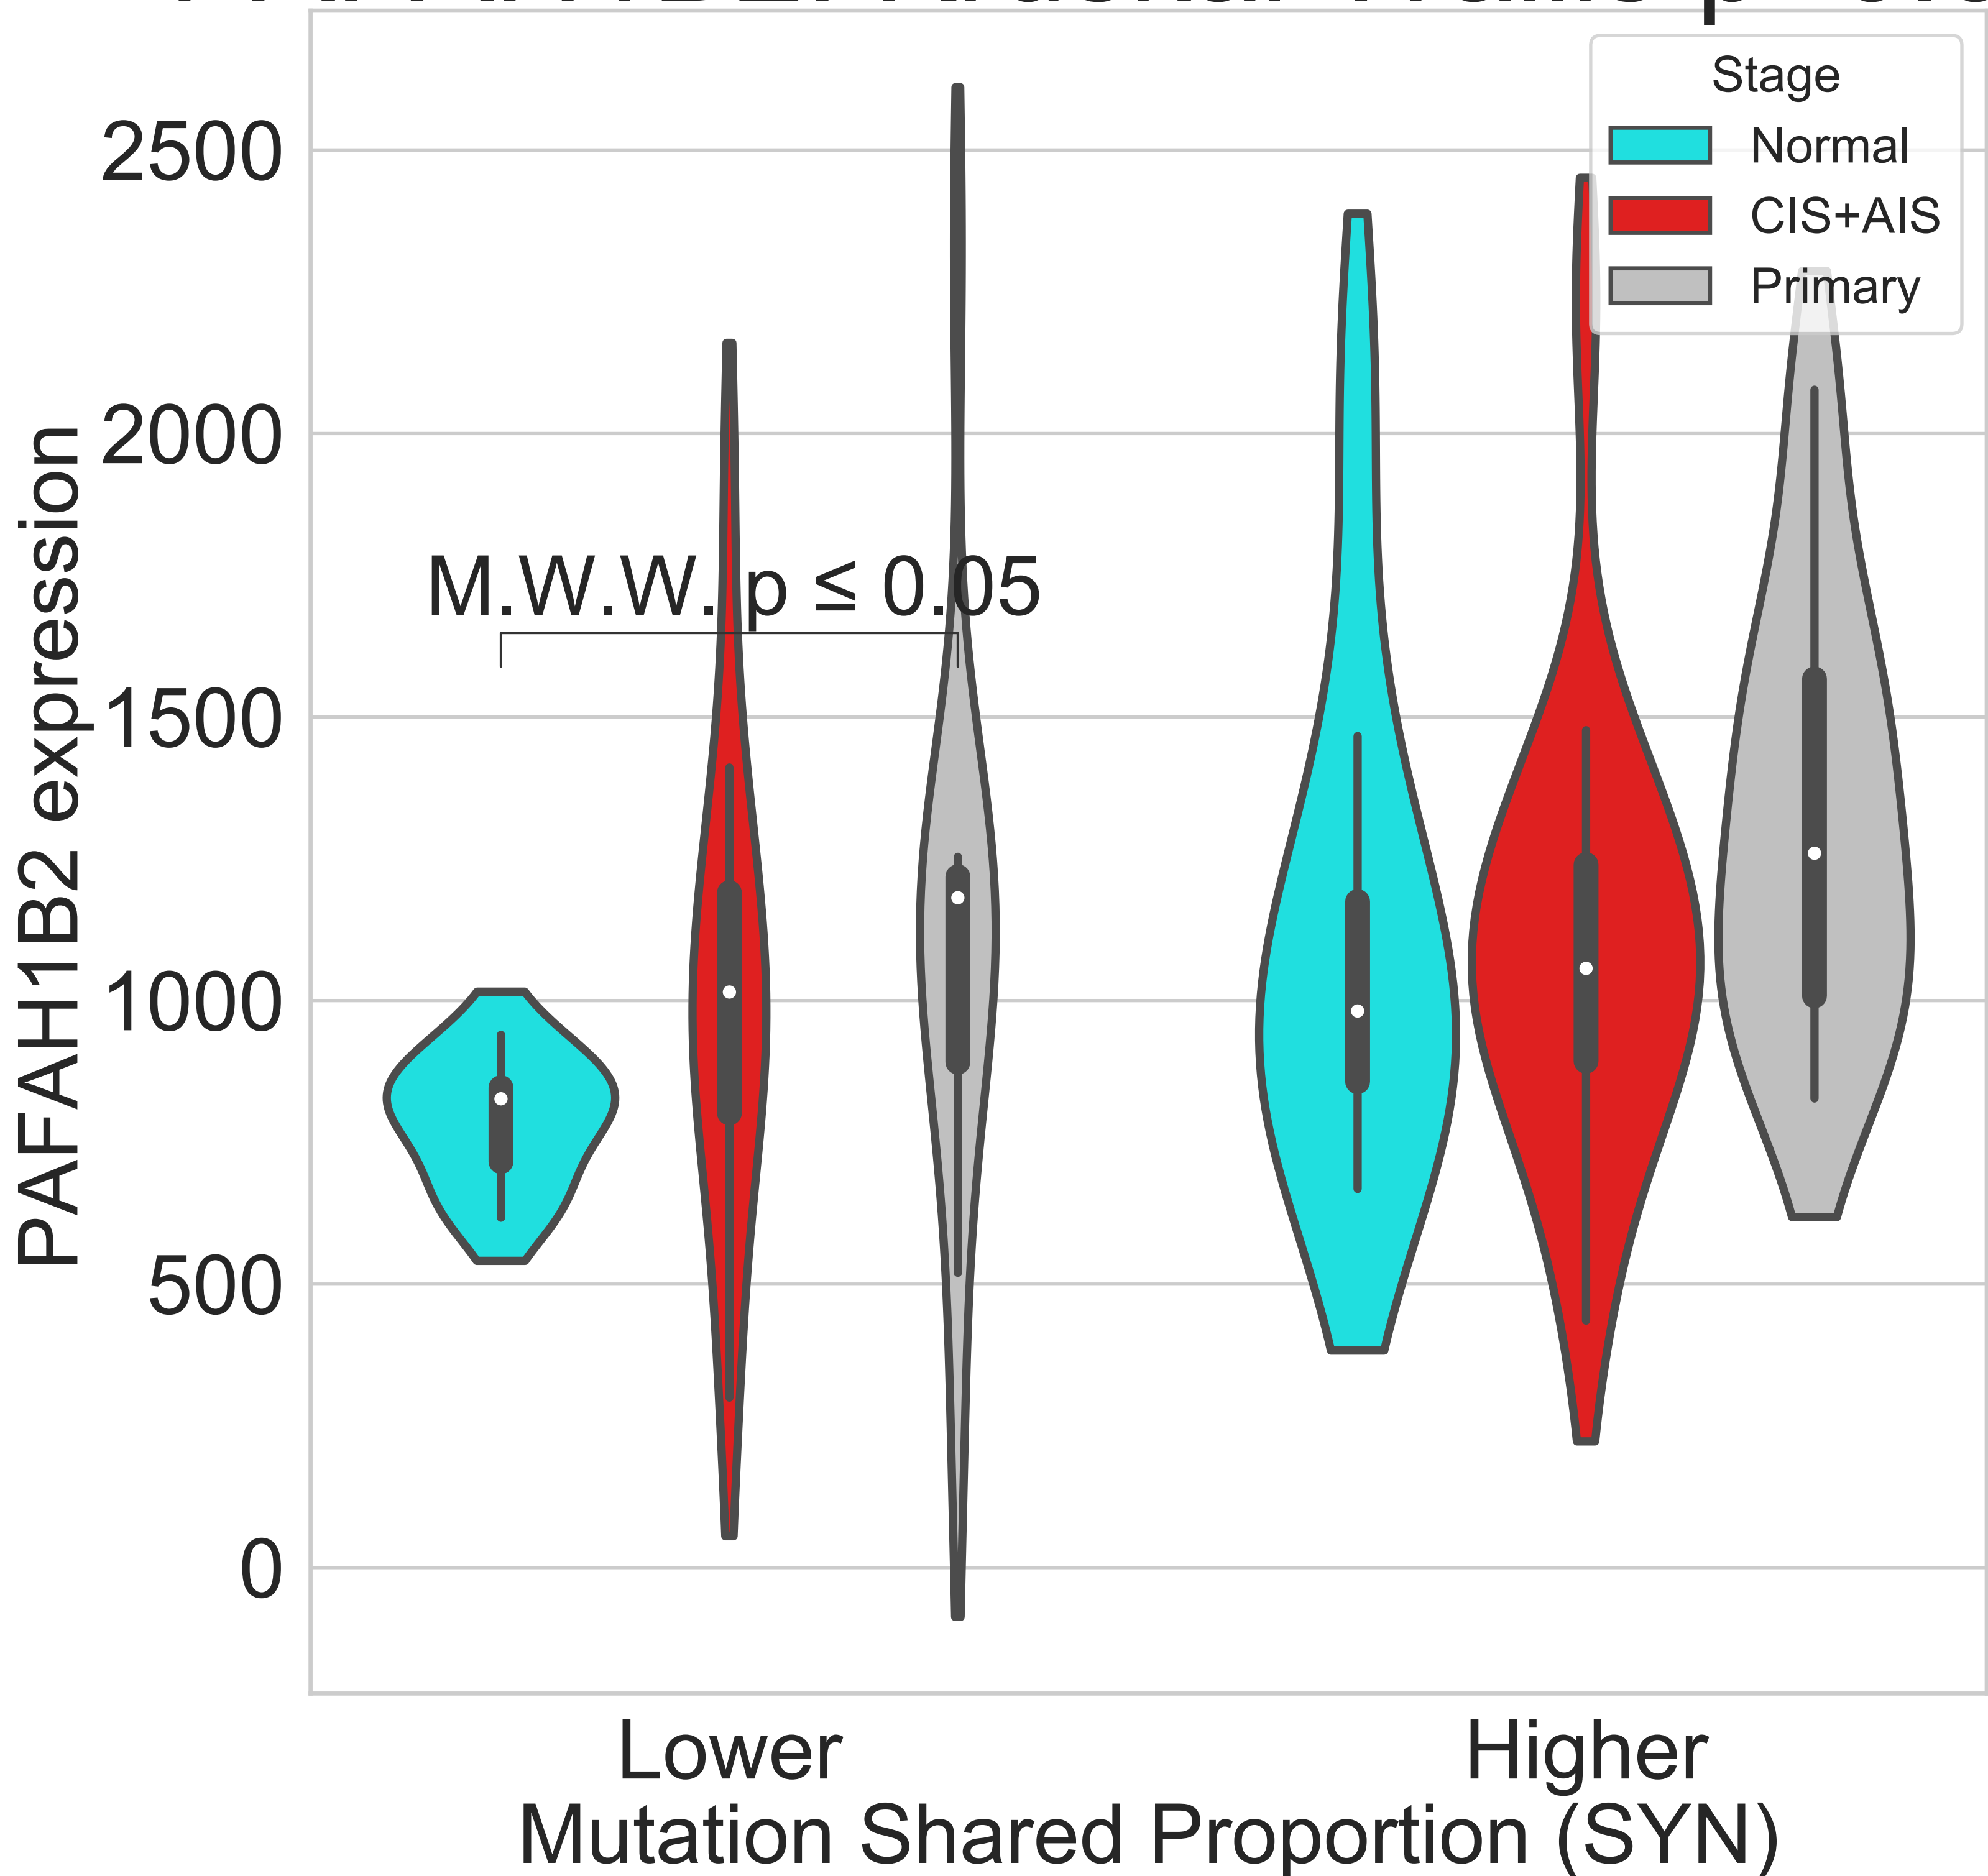 Stage
Normal
CIS+AIS
Primary
2500
2000
1500
1000
500
0
PAFAH1B2 expression
M.W.W. p ≤ 0.05
Lower
Higher
Mutation Shared Proportion (SYN)